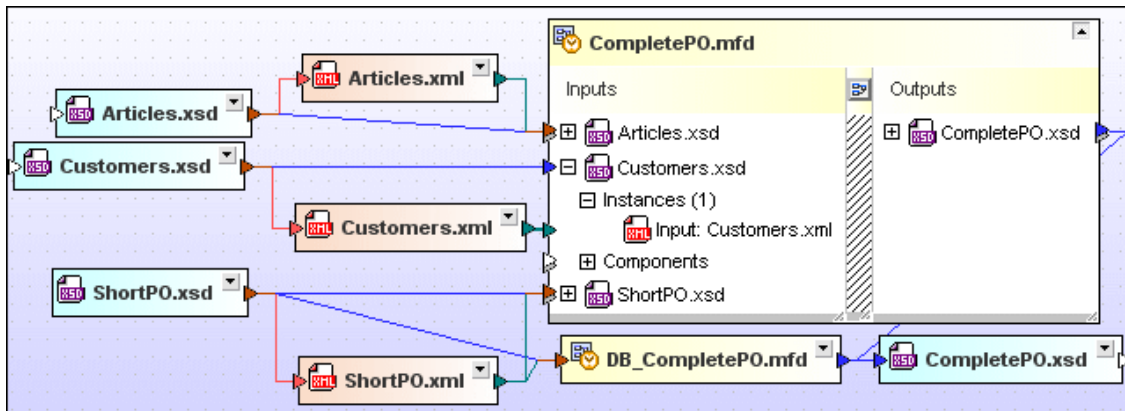 CompletePO.mfd
Articles.xml
Inputs
Outputs
Articles.xsd
Articles.xsd
CompletePO.xsd
Customers.xsd
Customers.xsd
Instances (1)
Customers.xml
Input: Customers.xml
Components
ShortPO.xsd
ShortPO.xsd
DB_CompletePO.mfd
CompletePO.xsd
ShortPO.xml